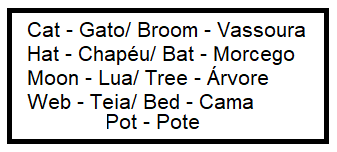 Cat - Gato/ Broom - Vassoura
Hat - Chapéu/ Bat - Morcego
Moon - Lua/ Tree - Árvore
Web - Teia/ Bed - Cama
Pot - Pote